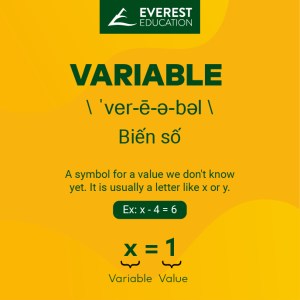 EVEREST
EDUCATION
VARIABLE
\ ˈver-ē-ə-bəl \
Biến số
A symbol for a value we don't know
yet. It is usually a letter like x or y.
Ex: x - 4 = 6
x = 1
Variable Value